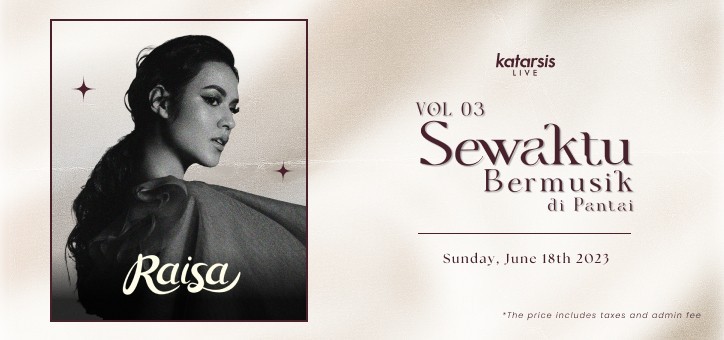 Raisa
katarsis
LIVE
VOL 03
Sewaktu
Bermusik
di Pantai
Sunday, June 18th 2023
*The price includes taxes and admin fee